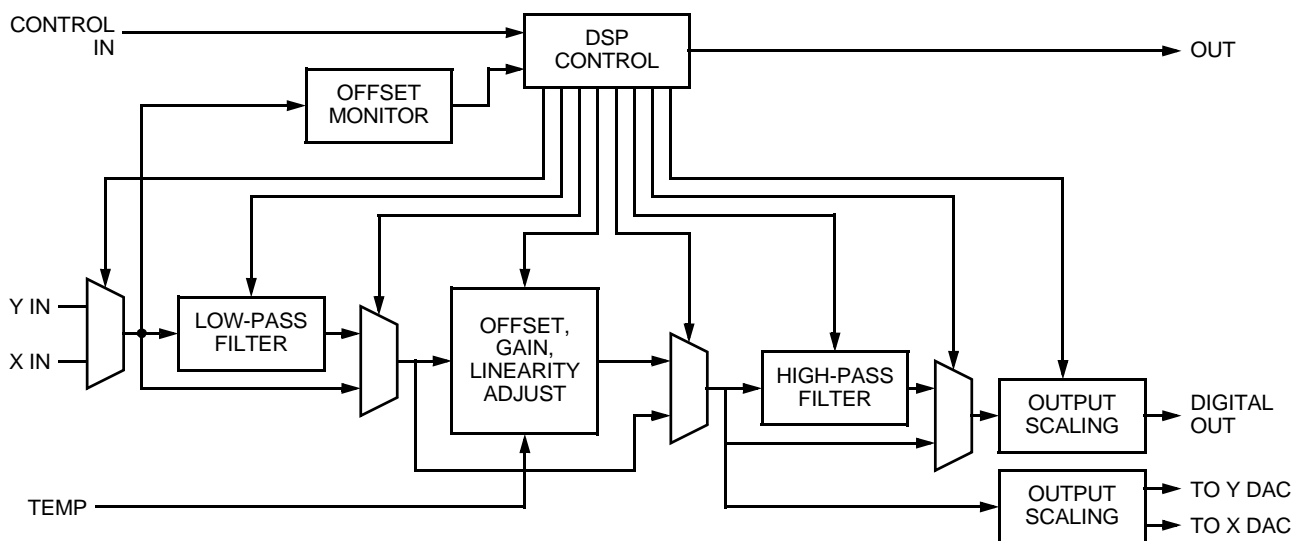 CONTROL
IN
DSP
CONTROL
OUT
OFFSET
MONITOR
Y IN
X IN
LOW-PASS
FILTER
OFFSET,
GAIN,
LINEARITY
ADJUST
HIGH-PASS
FILTER
OUTPUT
SCALING
DIGITAL
OUT
TEMP
OUTPUT
SCALING
TO Y DAC
TO X DAC